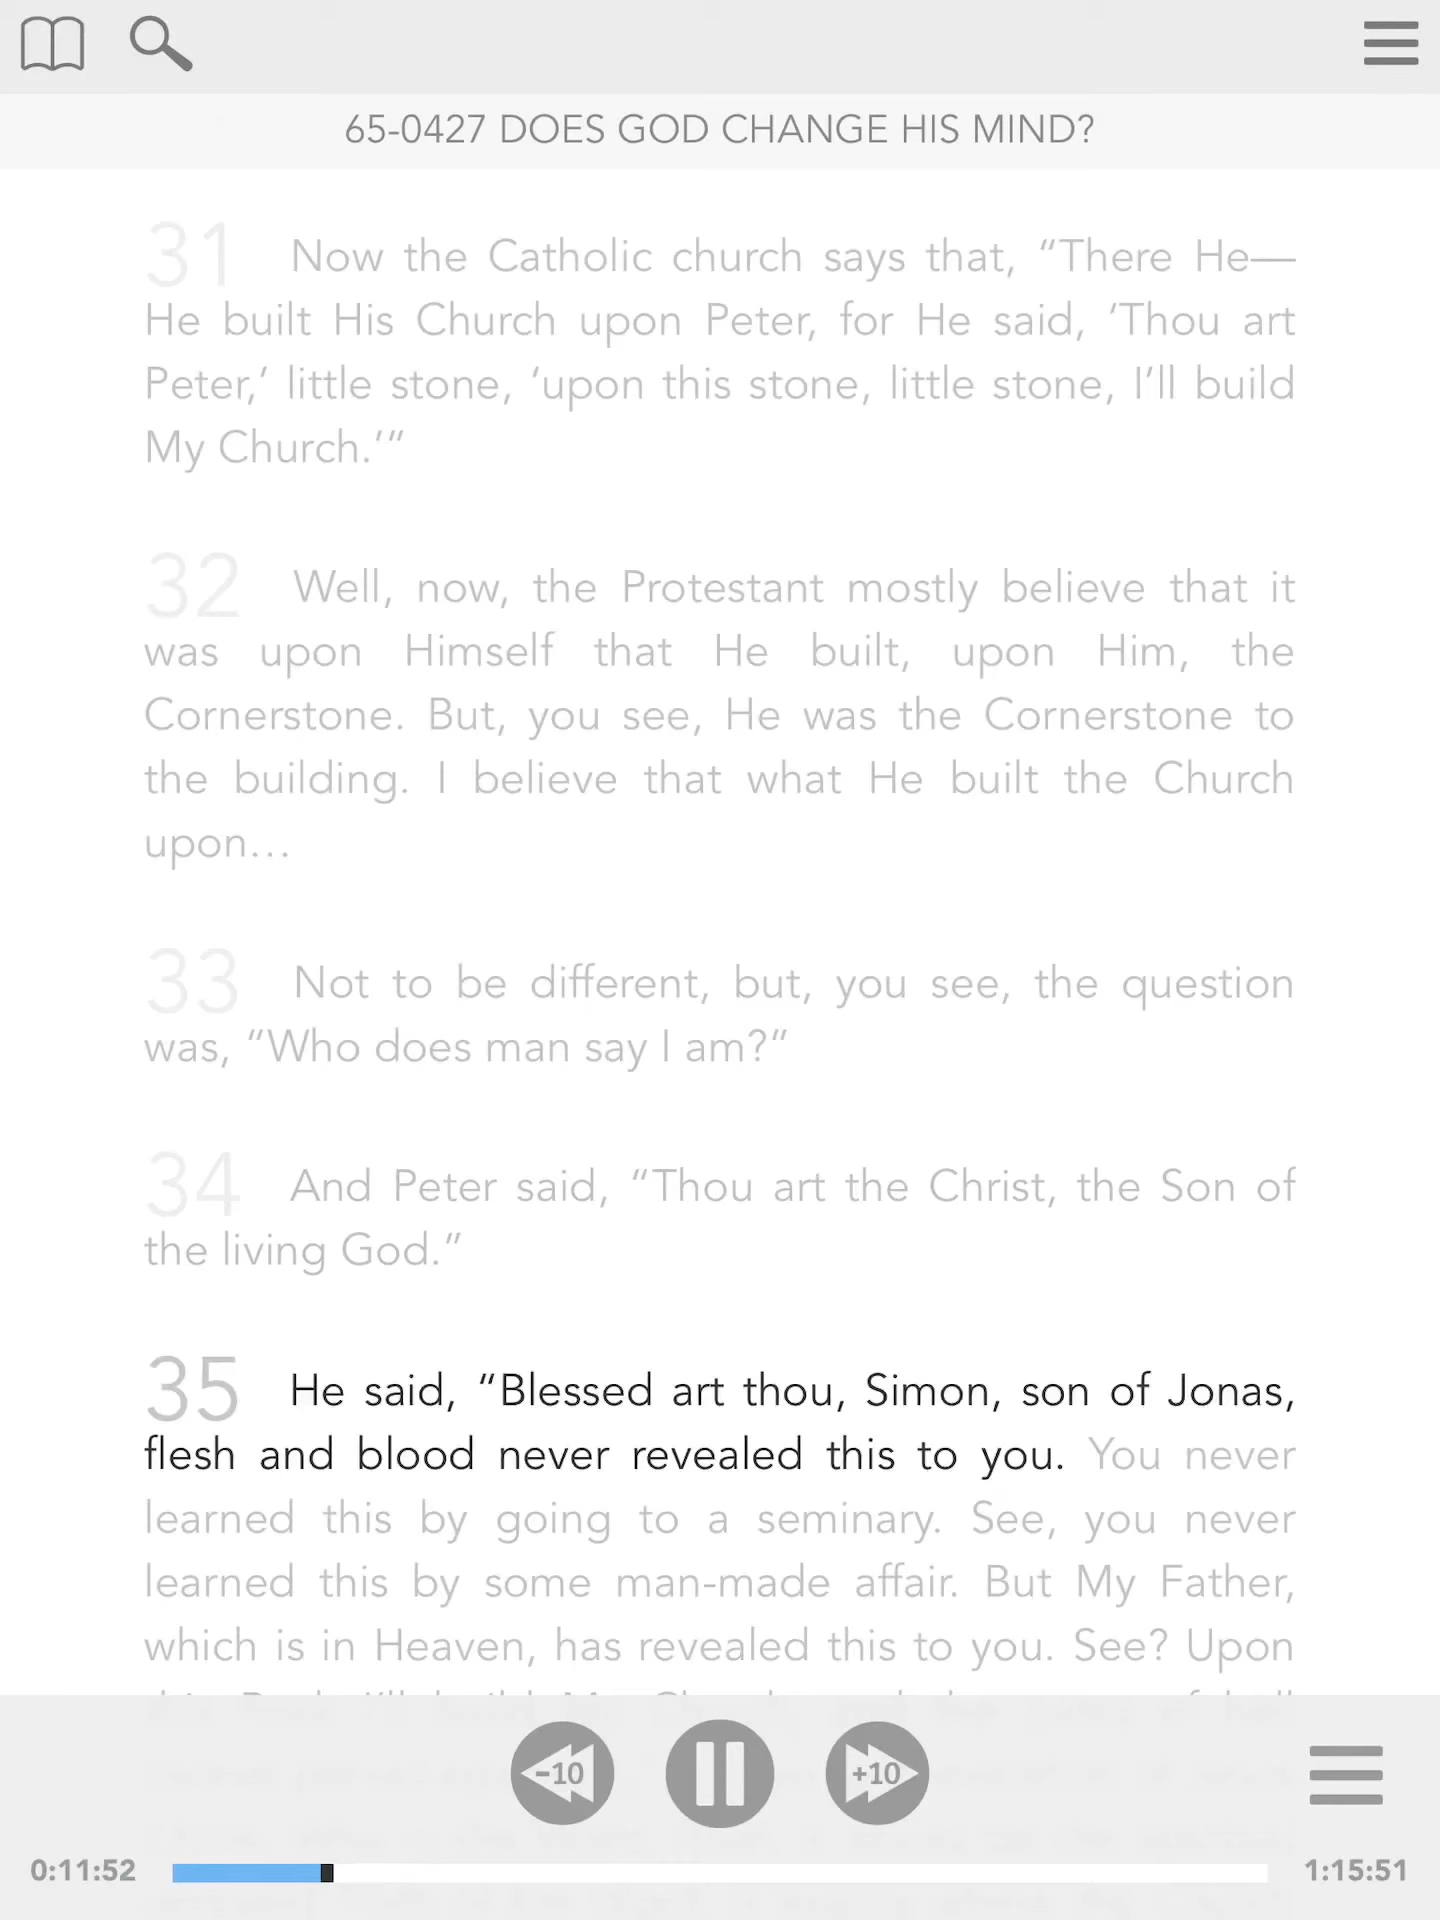 65-0427 DOES GOD CHANGE HIS MIND?
31 Now the Catholic church says that, “There He—
He built His Church upon Peter, for He said, ‘Thou art
Peter,’ little stone, ‘upon this stone, little stone, I’ll build
My Church.’”
32 Well, now, the Protestant mostly believe that it
was upon Himself that He built, upon Him, the
Cornerstone. But, you see, He was the Cornerstone to
the building. I believe that what He built the Church
upon…
33 Not to be different, but, you see, the question
was, “Who does man say I am?”
34 And Peter said, “Thou art the Christ, the Son of
the living God.”
35 He said, “Blessed art thou, Simon, son of Jonas,
flesh and blood never revealed this to you. You never
learned this by going to a seminary. See, you never
learned this by some man-made affair. But My Father,
which is in Heaven, has revealed this to you. See? Upon
-10 +10
0:11:52 1:15:51